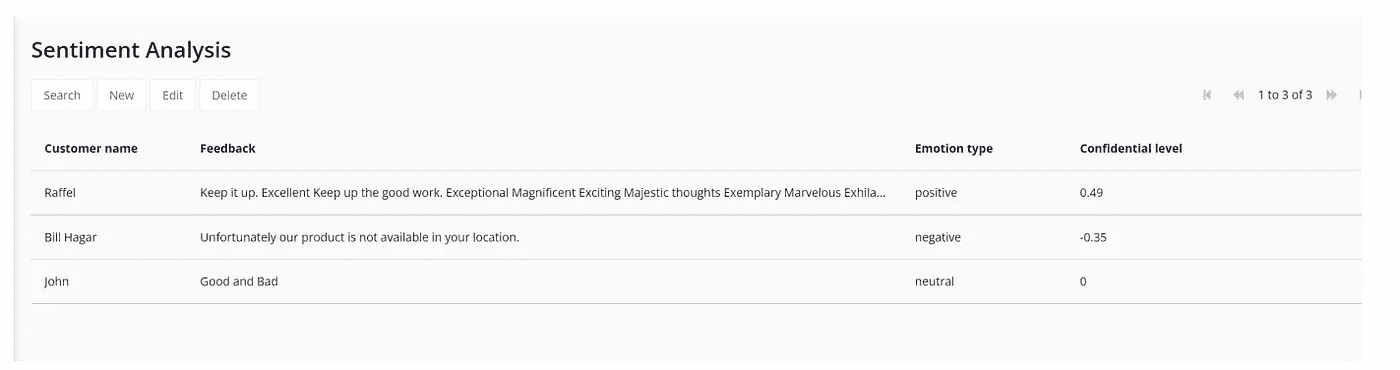 Sentiment Analysis
Search New Edit Delete 1 to 3 of 3
Customer name Feedback Emotion type Confidential level
Raffel Keep it up. Excellent Keep up the good work. Exceptional Magnificent Exciting Majestic thoughts Exemplary Marvelous Exhila... positive 0.49
Bill Hagar Unfortunately our product is not available in your location. negative -0.35
John Good and Bad neutral 0